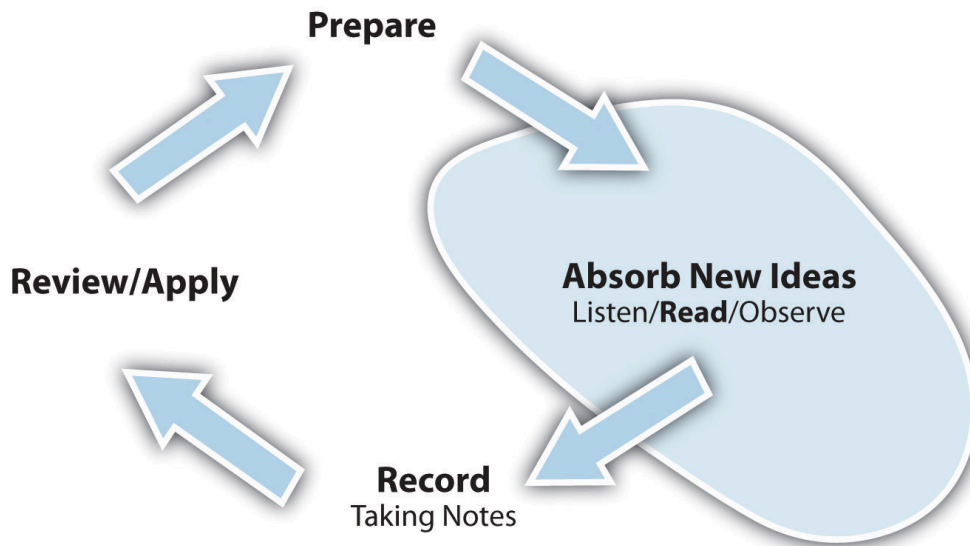 Prepare
Absorb New Ideas
Listen/Read/Observe
Record
Taking Notes
Review/Apply